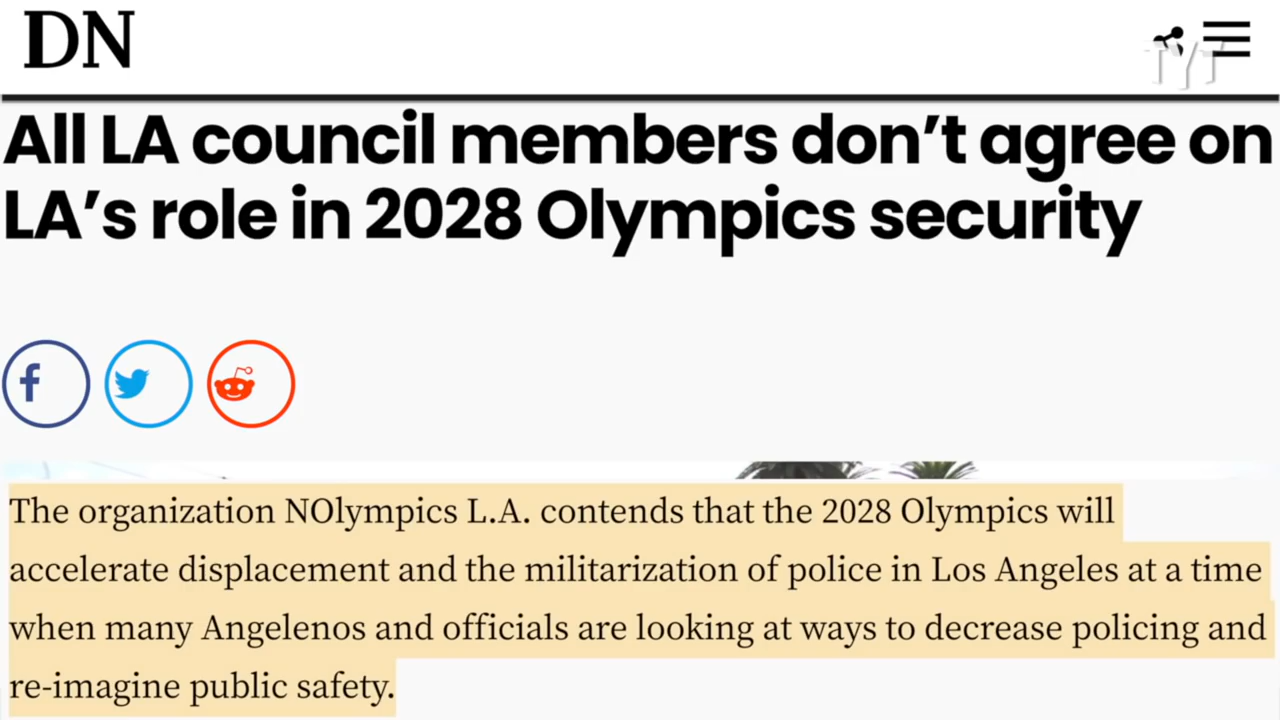 DN
TYT
All LA council members don't agree on
LA's role in 2028 Olympics security
The organization NOlympics L.A. contends that the 2028 Olympics will
accelerate displacement and the militarization of police in Los Angeles at a time
when many Angelenos and officials are looking at ways to decrease policing and
re-imagine public safety.